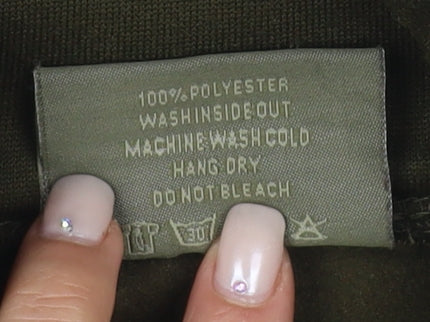 100% POLYESTER
WASH INSIDE OUT
MACHINE WASH COLD
HANG DRY
DO NOT BLEACH
30